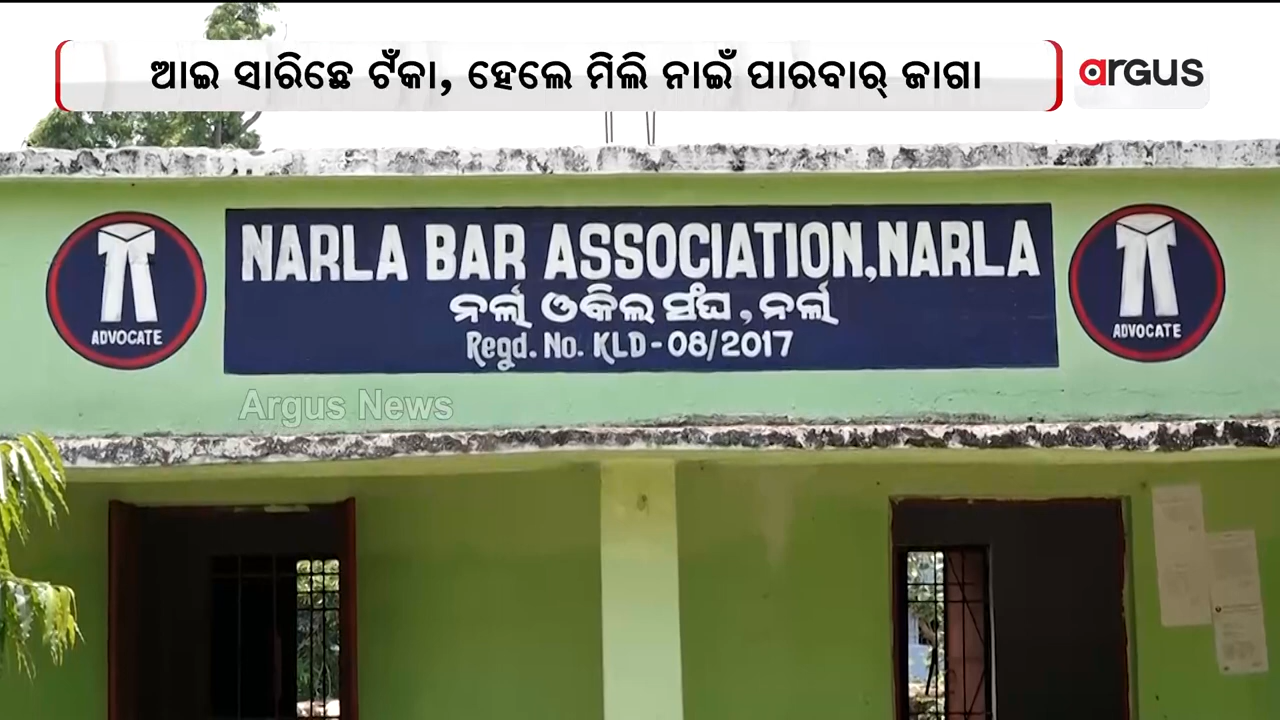 ଆଇ ସାରିଛେ ଟଁକା, ହେଲେ ମିଲି ନାଇଁ ପାରବାର୍ ଜାଗା
argus
NARLA BAR ASSOCIATION, NARLA
ନର୍ଲା ଓକିଲ ସଂଘ, ନର୍ଲା
Regd. No. KLD-08/2017
ADVOCATE
ADVOCATE
Argus News